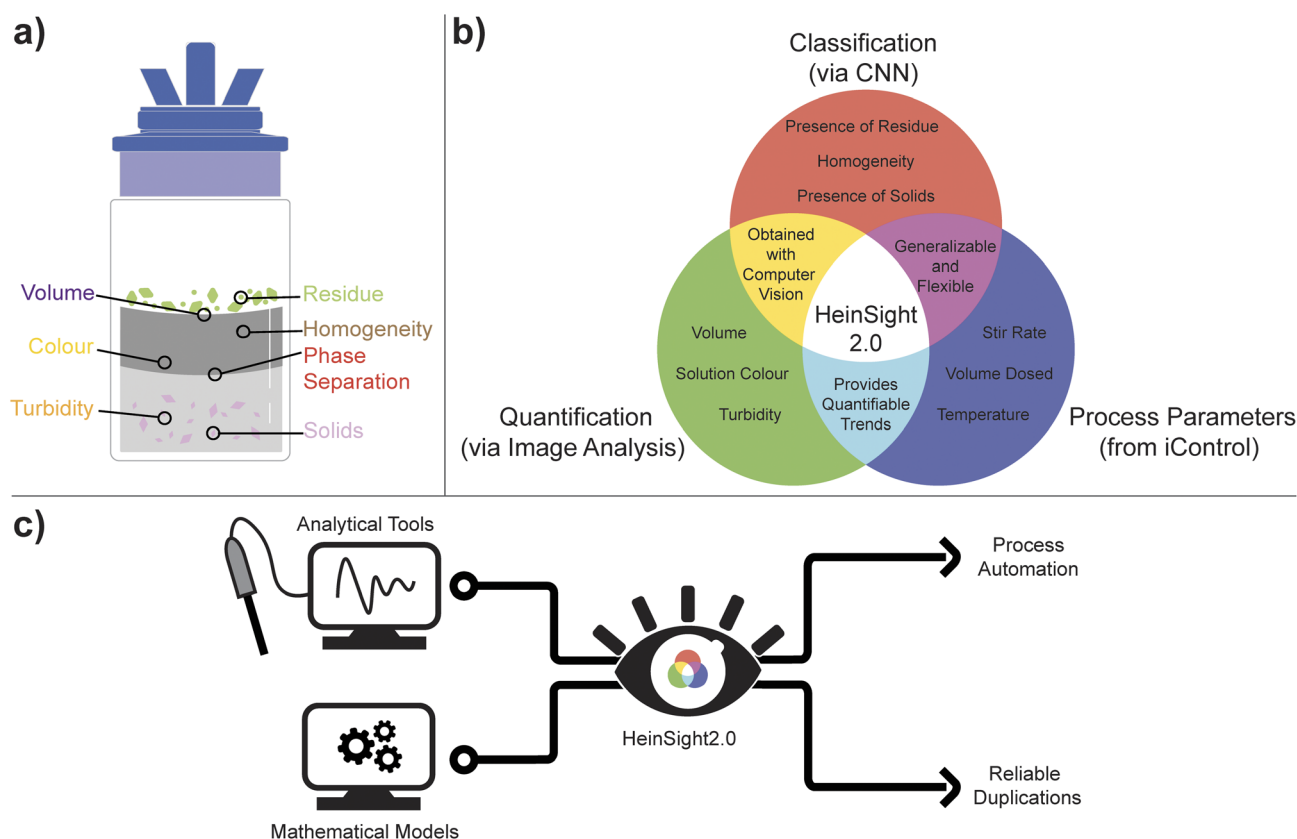 a)
Volume
Colour
Turbidity
Residue
Homogeneity
Phase
Separation
Solids
b)
Classification
(via CNN)
Presence of Residue
Homogeneity
Presence of Solids
Obtained
with
Computer
Vision
Generalizable
and
Flexible
HeinSight
2.0
Volume
Solution Colour
Turbidity
Provides
Quantifiable
Trends
Stir Rate
Volume Dosed
Temperature
Quantification
(via Image Analysis)
Process Parameters
(from iControl)
c)
Analytical Tools
Mathematical Models
HeinSight2.0
Process
Automation
Reliable
Duplications